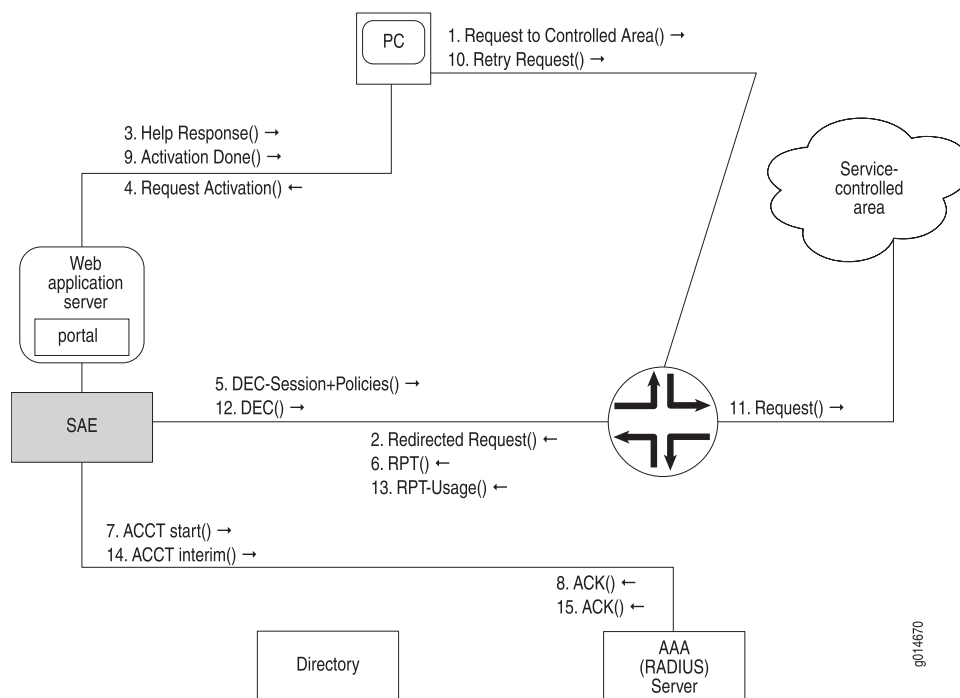 PC
1. Request to Controlled Area() →
10. Retry Request() →
3. Help Response() →
9. Activation Done() →
4. Request Activation() ←
Service-
controlled
area
Web
application
server
portal
SAE
5. DEC-Session+Policies() →
12. DEC() →
2. Redirected Request() ←
6. RPT() ←
13. RPT-Usage() ←
11. Request() →
7. ACCT start() →
14. ACCT interim() →
8. ACK() ←
15. ACK() ←
Directory
AAA
(RADIUS)
Server
g014670